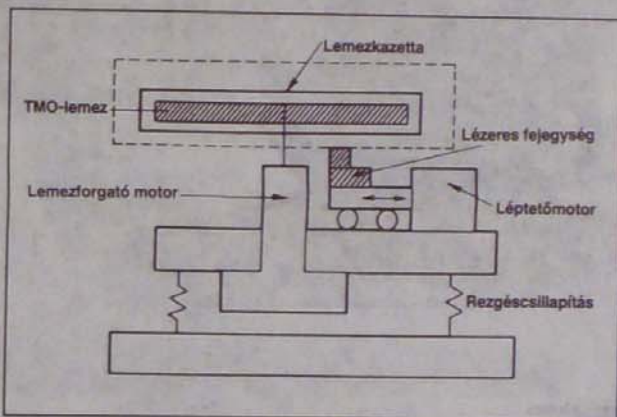 Lemezkazetta
TMO-lemez
Lézeres fejegység
Lemezforgató motor
Léptetőmotor
Rezgéscsillapítás